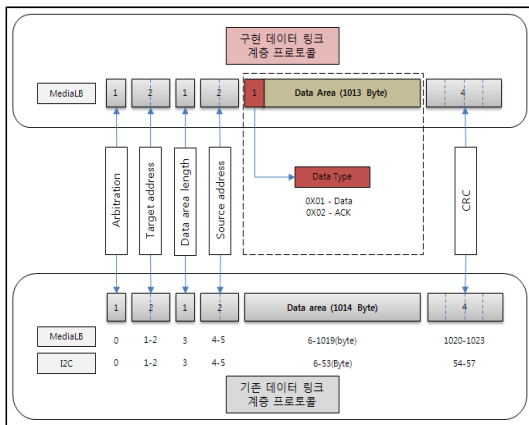 구현 데이터 링크
계층 프로토콜
MediaLB 1 2 1 2 1 Data Area (1013 Byte) 4
Arbitration
Target address
Data area length
Source address
Data Type
0X01 - Data
0X02 - ACK
CRC
1 2 1 2 Data area (1014 Byte) 4
MediaLB 0 1-2 3 4-5 6-1019(byte) 1020-1023
I2C 0 1-2 3 4-5 6-53(Byte) 54-57
기존 데이터 링크
계층 프로토콜